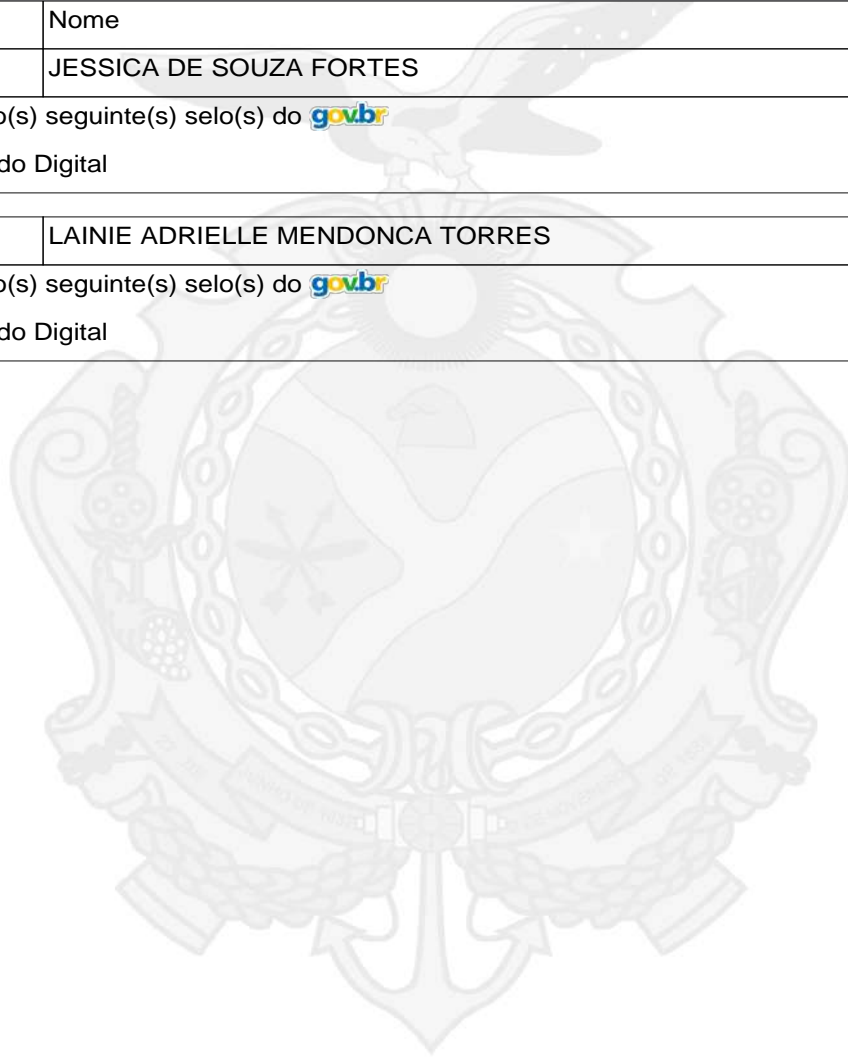 Nome
JESSICA DE SOUZA FORTES
o(s) seguinte(s) selo(s) do gov.br
do Digital
LAINIE ADRIELLE MENDONCA TORRES
o(s) seguinte(s) selo(s) do gov.br
do Digital